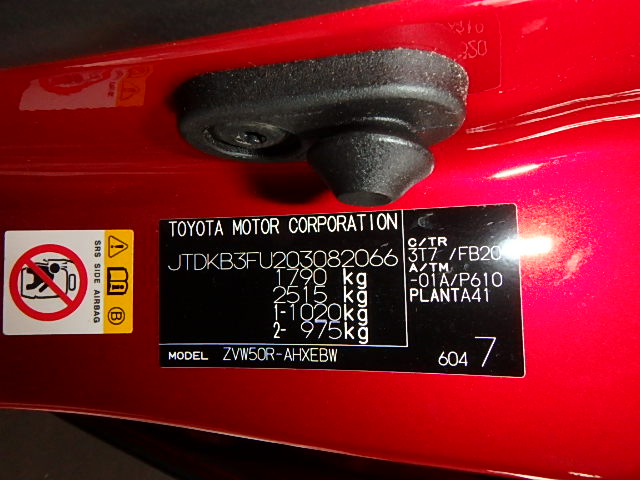 TOYOTA MOTOR CORPORATION
JTDKB3FU203082066
1790 kg
2515 kg
1-1020kg
2- 975kg
MODEL ZVW50R-AHXEBW
C/TR
3T7 /FB20
A/TM
-01A/P610
PLANTA41
604 7
SRS SIDE AIRBAG
B